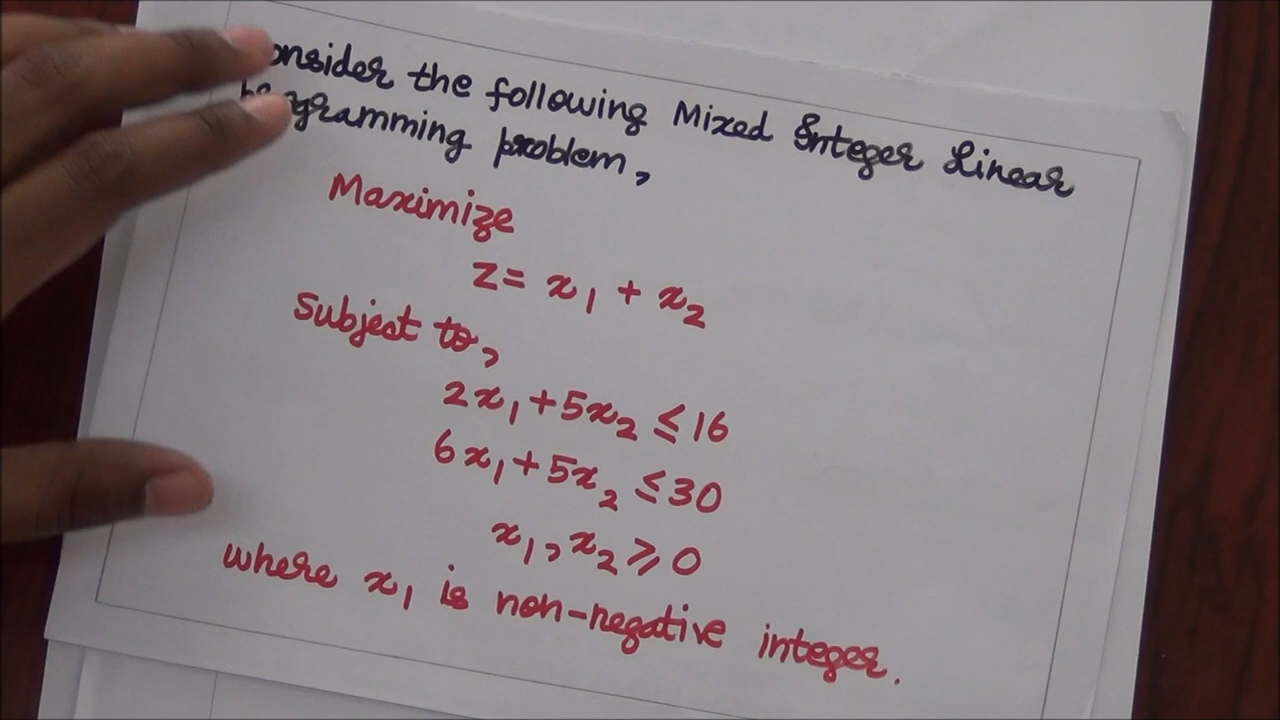 onsider the following Mixed Integer Linear
programming problem,
Maximize
Z = x₁ + x₂
Subject to,
2x₁ + 5x₂ ≤ 16
6x₁ + 5x₂ ≤ 30
x₁, x₂ ≥ 0
where x₁ is non-negative integer.